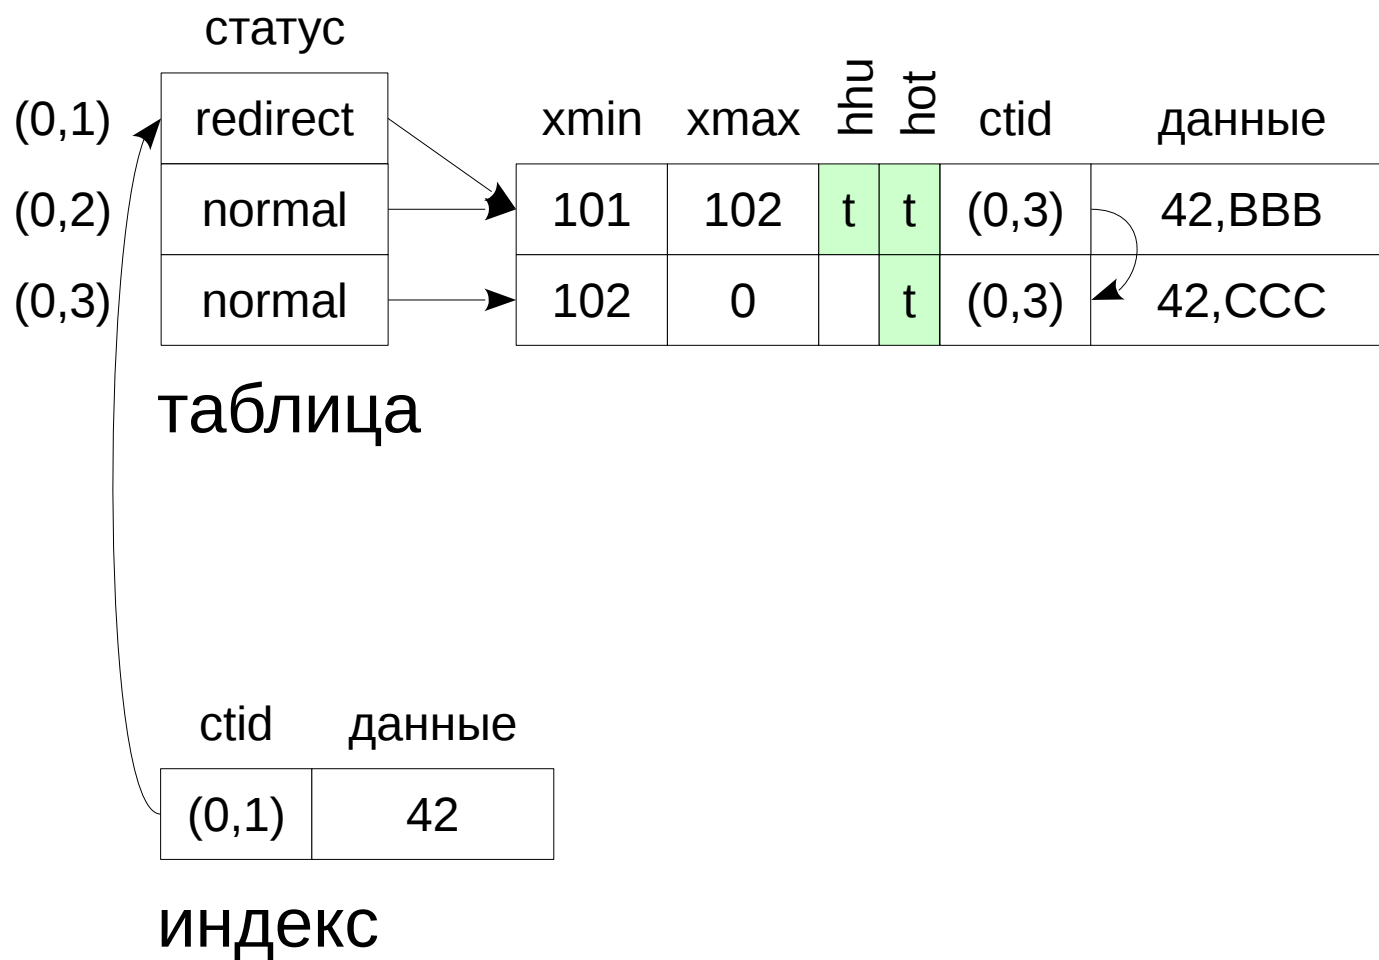 статус
(0,1) redirect xmin xmax hhu hot ctid данные
(0,2) normal 101 102 t t (0,3) 42,BBB
(0,3) normal 102 0 t (0,3) 42,CCC
таблица
ctid данные
(0,1) 42
индекс